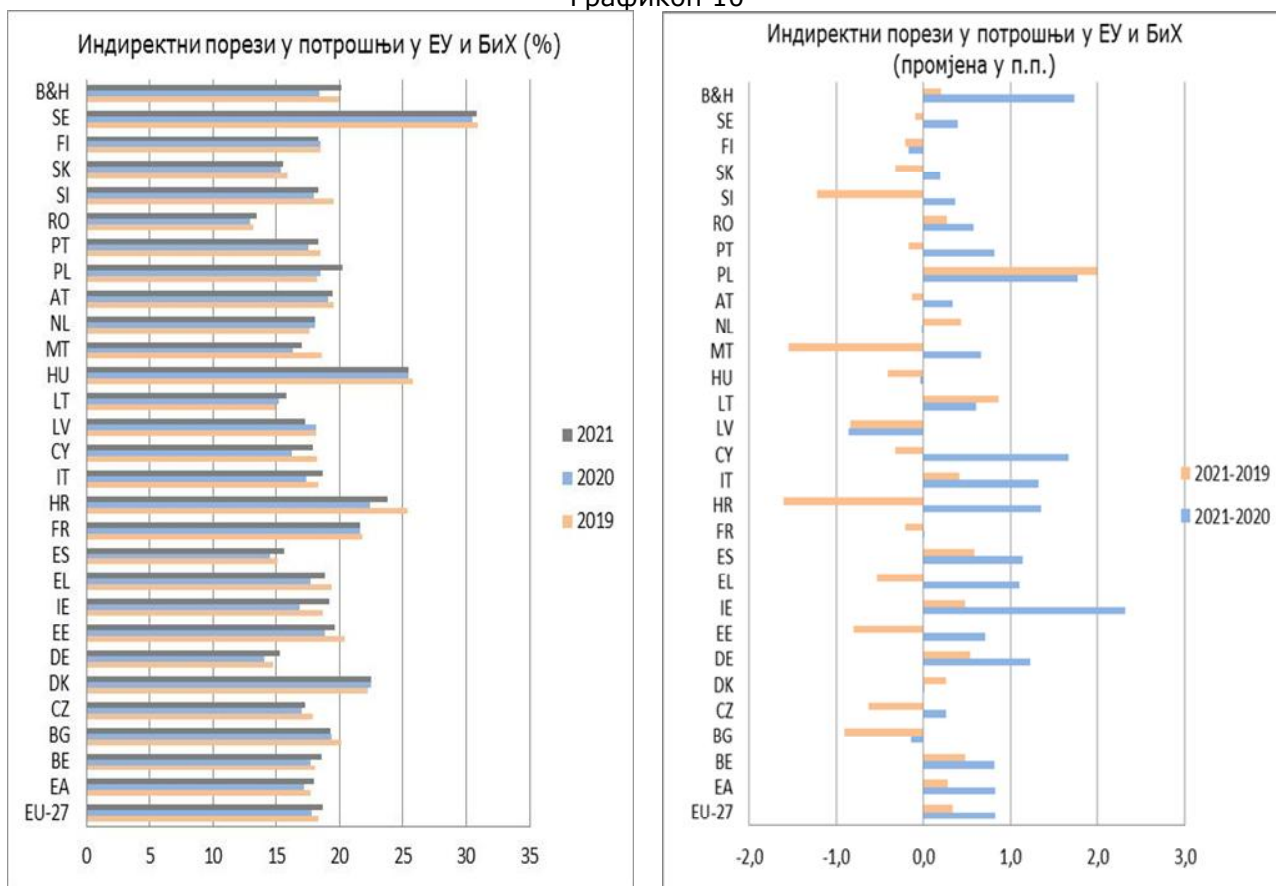 Графикон 16
Индиректни порези у потрошњи у ЕУ и БиХ (%)
B&H
SE
FI
SK
SI
RO
PT
PL
AT
NL
MT
HU
LT
LV
CY
IT
HR
FR
ES
EL
IE
EE
DE
DK
CZ
BG
BE
EA
EU-27
0 5 10 15 20 25 30 35
2021
2020
2019
Индиректни порези у потрошњи у ЕУ и БиХ
(промјена у п.п.)
B&H
SE
FI
SK
SI
RO
PT
PL
AT
NL
MT
HU
LT
LV
CY
IT
HR
FR
ES
EL
IE
EE
DE
DK
CZ
BG
BE
EA
EU-27
-2,0 -1,0 0,0 1,0 2,0 3,0
2021-2019
2021-2020